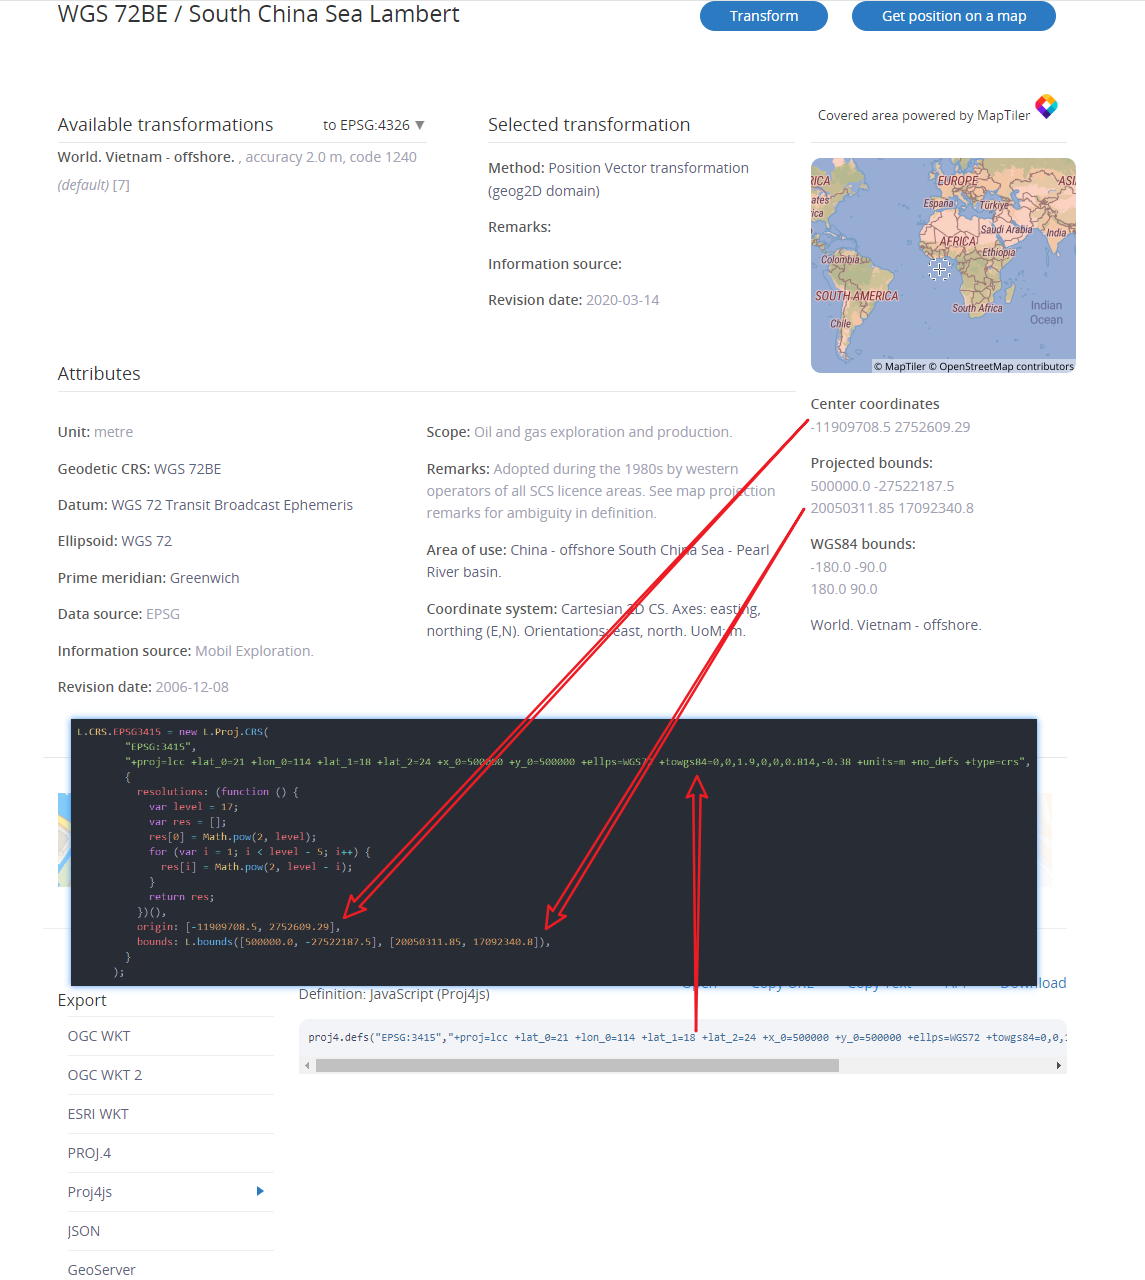 WGS 72BE / South China Sea Lambert
Transform
Get position on a map
Available transformations
to EPSG:4326 ▼
World. Vietnam - offshore. , accuracy 2.0 m, code 1240
(default) [7]
Selected transformation
Method: Position Vector transformation
(geog2D domain)
Remarks:
Information source:
Revision date: 2020-03-14
Covered area powered by MapTiler
RICA
ates
rica
EUROPE
ASI
España
Türkiye
Saudi Arabia
India
AFRICA
Ethiopia
Colombia
SOUTH AMERICA
South Africa
Chile
Indian
Ocean
© MapTiler © OpenStreetMap contributors
Center coordinates
-11909708.5 2752609.29
Projected bounds:
500000.0 -27522187.5
20050311.85 17092340.8
WGS84 bounds:
-180.0 -90.0
180.0 90.0
World. Vietnam - offshore.
Attributes
Unit: metre
Geodetic CRS: WGS 72BE
Datum: WGS 72 Transit Broadcast Ephemeris
Ellipsoid: WGS 72
Prime meridian: Greenwich
Data source: EPSG
Information source: Mobil Exploration.
Revision date: 2006-12-08
Scope: Oil and gas exploration and production.
Remarks: Adopted during the 1980s by western
operators of all SCS licence areas. See map projection
remarks for ambiguity in definition.
Area of use: China - offshore South China Sea - Pearl
River basin.
Coordinate system: Cartesian 2D CS. Axes: easting,
northing (E,N). Orientations: east, north. UoM: m.
L.CRS.EPSG3415 = new L.Proj.CRS(
"EPSG:3415",
"+proj=lcc +lat_0=21 +lon_0=114 +lat_1=18 +lat_2=24 +x_0=500000 +y_0=500000 +ellps=WGS72 +towgs84=0,0,1.9,0,0,0.814,-0.38 +units=m +no_defs +type=crs",
{
resolutions: (function () {
var level = 17;
var res = [];
res[0] = Math.pow(2, level);
for (var i = 1; i < level - 5; i++) {
res[i] = Math.pow(2, level - i);
}
return res;
})(),
origin: [-11909708.5, 2752609.29],
bounds: L.bounds([500000.0, -27522187.5], [20050311.85, 17092340.8]),
}
);
Open
Copy URL
Copy Text
API
Download
Definition: JavaScript (Proj4js)
proj4.defs("EPSG:3415","+proj=lcc +lat_0=21 +lon_0=114 +lat_1=18 +lat_2=24 +x_0=500000 +y_0=500000 +ellps=WGS72 +towgs84=0,0,1
Export
OGC WKT
OGC WKT 2
ESRI WKT
PROJ.4
Proj4js
JSON
GeoServer